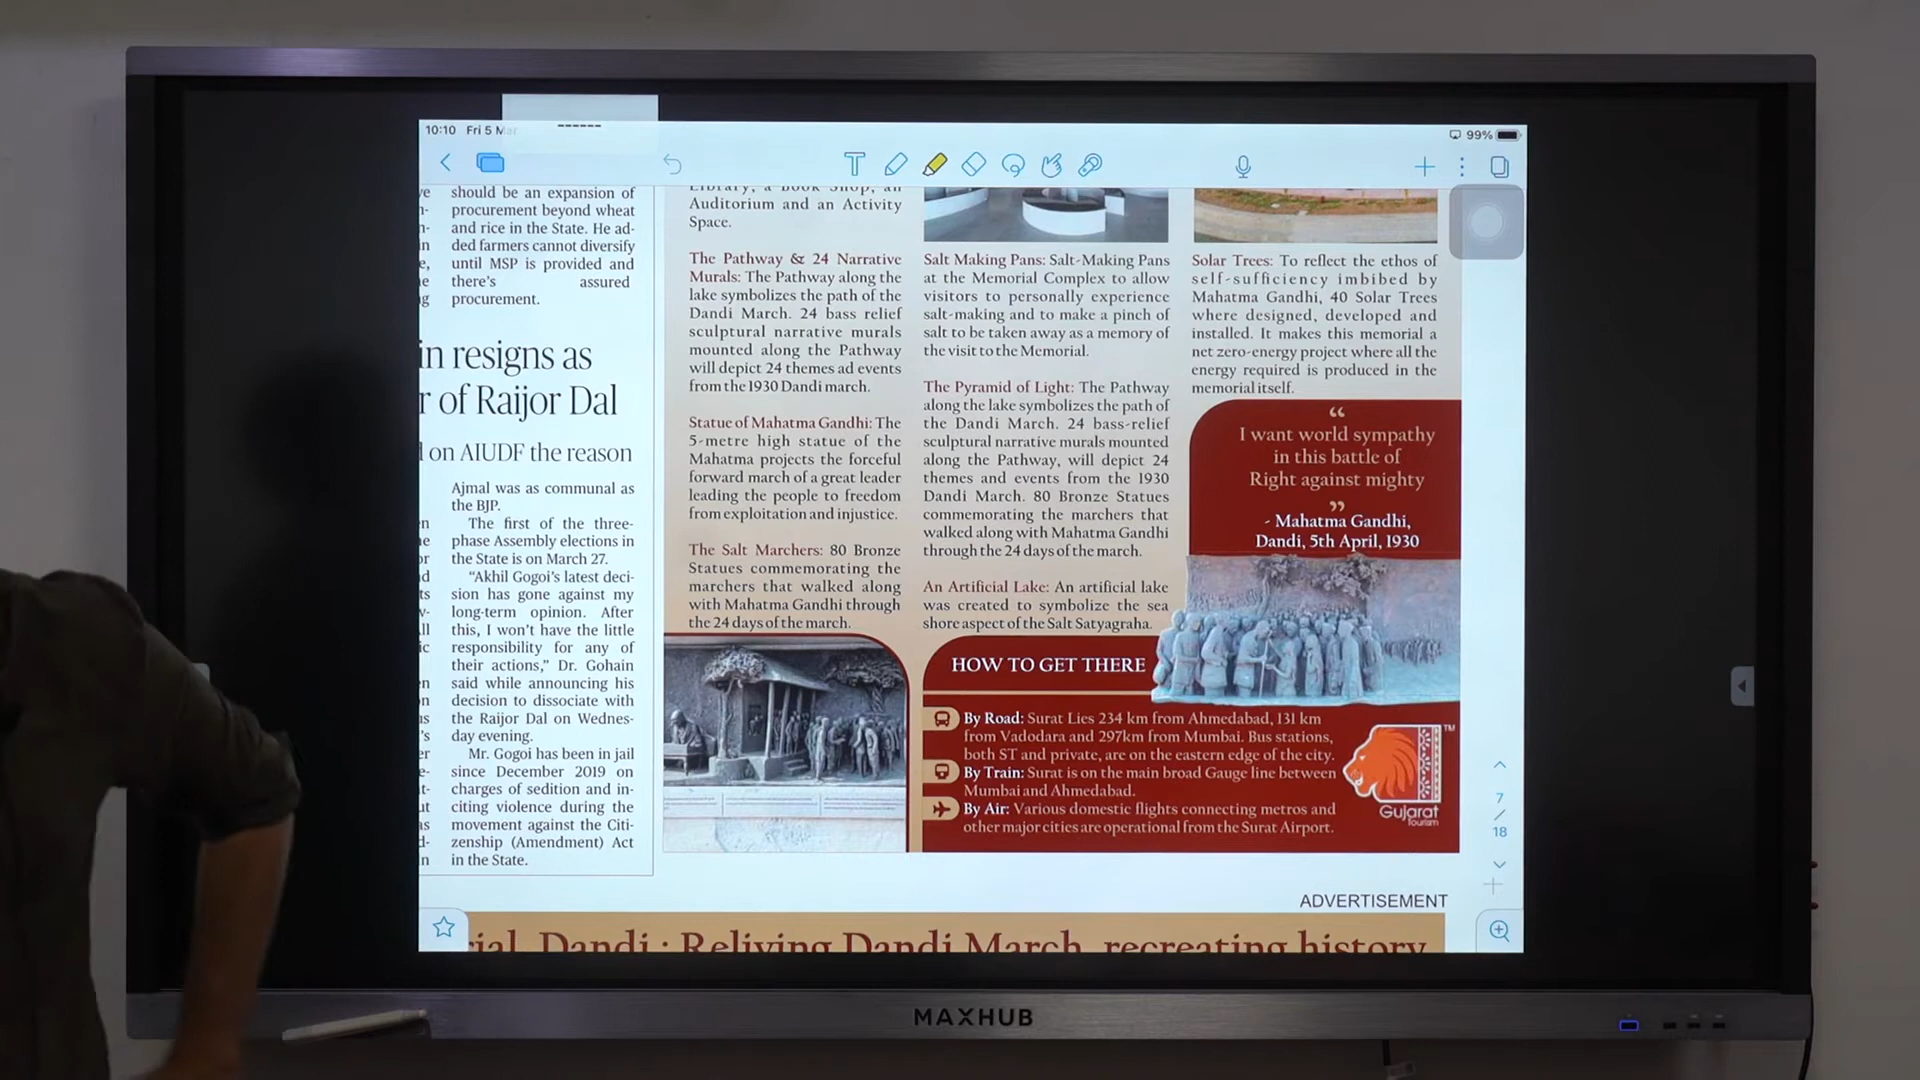 10:10 Fri 5 Mar
99%
should be an expansion of
procurement beyond wheat
and rice in the State. He ad-
ded farmers cannot diversify
until MSP is provided and
there's assured
procurement.
in resigns as
r of Raijor Dal
on AIUDF the reason
Ajmal was as communal as
the BJP.
The first of the three-
phase Assembly elections in
the State is on March 27.
"Akhil Gogoi's latest deci-
sion has gone against my
long-term opinion. After
this, I won't have the little
responsibility for any of
their actions," Dr. Gohain
said while announcing his
decision to dissociate with
the Raijor Dal on Wednes-
day evening.
Mr. Gogoi has been in jail
since December 2019 on
charges of sedition and in-
citing violence during the
movement against the Citi-
zenship (Amendment) Act
in the State.
Library, a Book Shop, an
Auditorium and an Activity
Space.
The Pathway & 24 Narrative
Murals: The Pathway along the
lake symbolizes the path of the
Dandi March. 24 bass relief
sculptural narrative murals
mounted along the Pathway
will depict 24 themes ad events
from the 1930 Dandi march.
Statue of Mahatma Gandhi: The
5-metre high statue of the
Mahatma projects the forceful
forward march of a great leader
leading the people to freedom
from exploitation and injustice.
The Salt Marchers: 80 Bronze
Statues commemorating the
marchers that walked along
with Mahatma Gandhi through
the 24 days of the march.
Salt Making Pans: Salt-Making Pans
at the Memorial Complex to allow
visitors to personally experience
salt-making and to make a pinch of
salt to be taken away as a memory of
the visit to the Memorial.
The Pyramid of Light: The Pathway
along the lake symbolizes the path of
the Dandi March. 24 bass-relief
sculptural narrative murals mounted
along the Pathway, will depict 24
themes and events from the 1930
Dandi March. 80 Bronze Statues
commemorating the marchers that
walked along with Mahatma Gandhi
through the 24 days of the march.
An Artificial Lake: An artificial lake
was created to symbolize the sea
shore aspect of the Salt Satyagraha.
Solar Trees: To reflect the ethos of
self-sufficiency imbibed by
Mahatma Gandhi, 40 Solar Trees
where designed, developed and
installed. It makes this memorial a
net zero-energy project where all the
energy required is produced in the
memorial itself.
“
I want world sympathy
in this battle of
Right against mighty
”
- Mahatma Gandhi,
Dandi, 5th April, 1930
HOW TO GET THERE
By Road: Surat Lies 234 km from Ahmedabad, 131 km
from Vadodara and 297km from Mumbai. Bus stations,
both ST and private, are on the eastern edge of the city.
By Train: Surat is on the main broad Gauge line between
Mumbai and Ahmedabad.
By Air: Various domestic flights connecting metros and
other major cities are operational from the Surat Airport.
TM
Gujarat
Tourism
7
/
18
ADVERTISEMENT
rial, Dandi : Reliving Dandi March, recreating history
MAXHUB